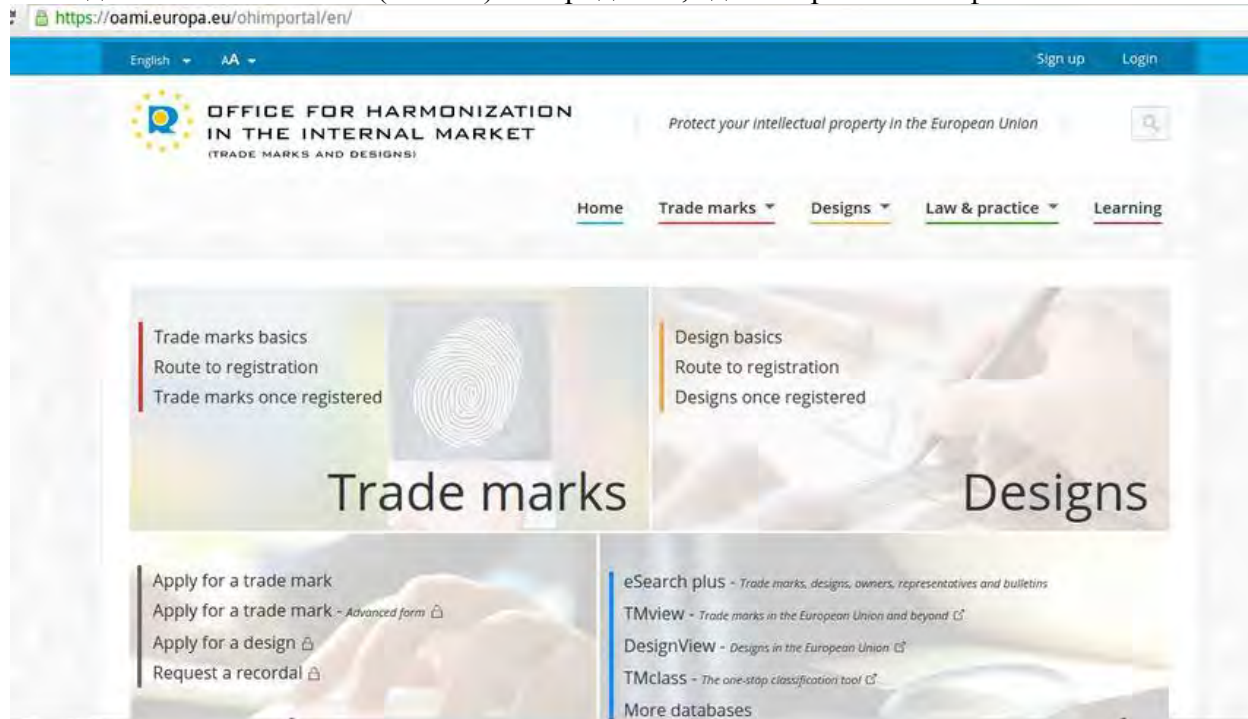 https://oami.europa.eu/ohimportal/en/
English AA Sign up Login
OFFICE FOR HARMONIZATION
IN THE INTERNAL MARKET
(TRADE MARKS AND DESIGNS)
Protect your intellectual property in the European Union
Home Trade marks Designs Law & practice Learning
Trade marks basics
Route to registration
Trade marks once registered
Trade marks
Design basics
Route to registration
Designs once registered
Designs
Apply for a trade mark
Apply for a trade mark - Advanced form
Apply for a design
Request a recordal
eSearch plus - Trade marks, designs, owners, representatives and bulletins
TMview - Trade marks in the European Union and beyond
DesignView - Designs in the European Union
TMclass - The one-stop classification tool
More databases